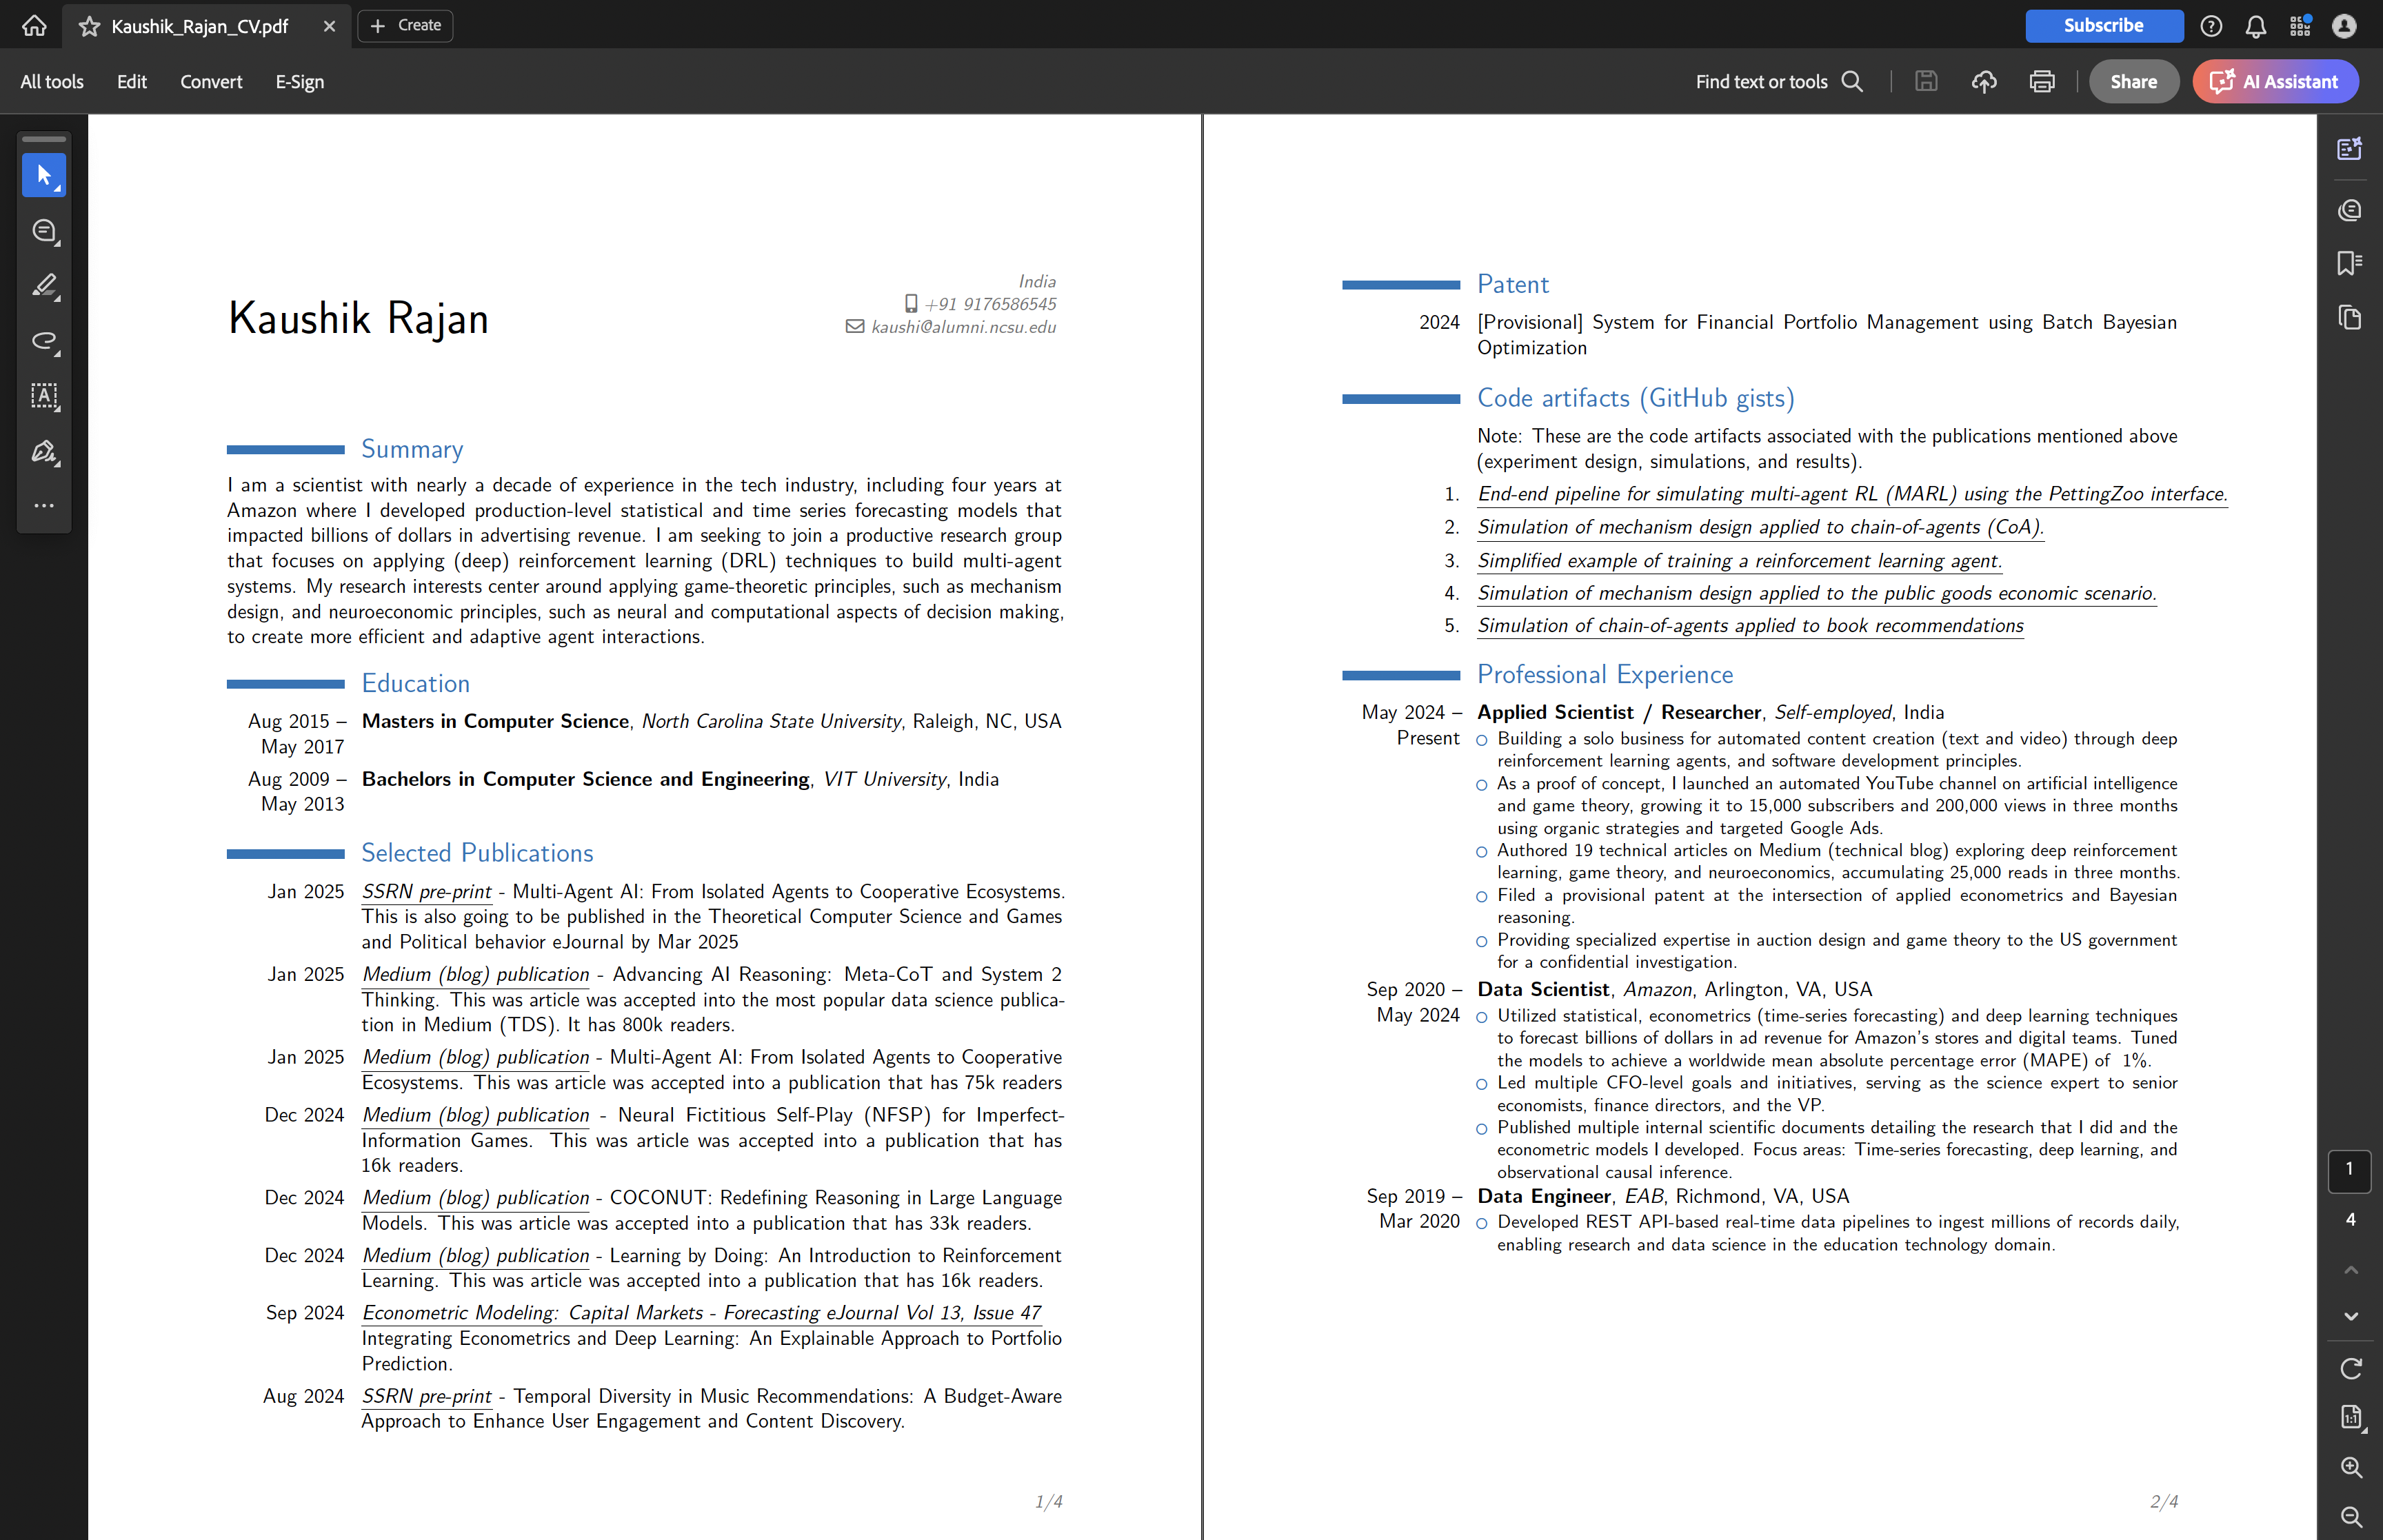 Kaushik_Rajan_CV.pdf
Create
Subscribe
All tools
Edit
Convert
E-Sign
Find text or tools
Share
AI Assistant
Kaushik Rajan
India
+91 9176586545
kaushi@alumni.ncsu.edu
Summary
I am a scientist with nearly a decade of experience in the tech industry, including four years at
Amazon where I developed production-level statistical and time series forecasting models that
impacted billions of dollars in advertising revenue. I am seeking to join a productive research group
that focuses on applying (deep) reinforcement learning (DRL) techniques to build multi-agent
systems. My research interests center around applying game-theoretic principles, such as mechanism
design, and neuroeconomic principles, such as neural and computational aspects of decision making,
to create more efficient and adaptive agent interactions.
Education
Aug 2015 – Masters in Computer Science, North Carolina State University, Raleigh, NC, USA
May 2017
Aug 2009 – Bachelors in Computer Science and Engineering, VIT University, India
May 2013
Selected Publications
Jan 2025 SSRN pre-print - Multi-Agent AI: From Isolated Agents to Cooperative Ecosystems.
This is also going to be published in the Theoretical Computer Science and Games
and Political behavior eJournal by Mar 2025
Jan 2025 Medium (blog) publication - Advancing AI Reasoning: Meta-CoT and System 2
Thinking. This was article was accepted into the most popular data science publica-
tion in Medium (TDS). It has 800k readers.
Jan 2025 Medium (blog) publication - Multi-Agent AI: From Isolated Agents to Cooperative
Ecosystems. This was article was accepted into a publication that has 75k readers
Dec 2024 Medium (blog) publication - Neural Fictitious Self-Play (NFSP) for Imperfect-
Information Games. This was article was accepted into a publication that has
16k readers.
Dec 2024 Medium (blog) publication - COCONUT: Redefining Reasoning in Large Language
Models. This was article was accepted into a publication that has 33k readers.
Dec 2024 Medium (blog) publication - Learning by Doing: An Introduction to Reinforcement
Learning. This was article was accepted into a publication that has 16k readers.
Sep 2024 Econometric Modeling: Capital Markets - Forecasting eJournal Vol 13, Issue 47
Integrating Econometrics and Deep Learning: An Explainable Approach to Portfolio
Prediction.
Aug 2024 SSRN pre-print - Temporal Diversity in Music Recommendations: A Budget-Aware
Approach to Enhance User Engagement and Content Discovery.
1/4
Patent
2024 [Provisional] System for Financial Portfolio Management using Batch Bayesian
Optimization
Code artifacts (GitHub gists)
Note: These are the code artifacts associated with the publications mentioned above
(experiment design, simulations, and results).
1. End-end pipeline for simulating multi-agent RL (MARL) using the PettingZoo interface.
2. Simulation of mechanism design applied to chain-of-agents (CoA).
3. Simplified example of training a reinforcement learning agent.
4. Simulation of mechanism design applied to the public goods economic scenario.
5. Simulation of chain-of-agents applied to book recommendations
Professional Experience
May 2024 – Applied Scientist / Researcher, Self-employed, India
Present ○ Building a solo business for automated content creation (text and video) through deep
reinforcement learning agents, and software development principles.
○ As a proof of concept, I launched an automated YouTube channel on artificial intelligence
and game theory, growing it to 15,000 subscribers and 200,000 views in three months
using organic strategies and targeted Google Ads.
○ Authored 19 technical articles on Medium (technical blog) exploring deep reinforcement
learning, game theory, and neuroeconomics, accumulating 25,000 reads in three months.
○ Filed a provisional patent at the intersection of applied econometrics and Bayesian
reasoning.
○ Providing specialized expertise in auction design and game theory to the US government
for a confidential investigation.
Sep 2020 – Data Scientist, Amazon, Arlington, VA, USA
May 2024 ○ Utilized statistical, econometrics (time-series forecasting) and deep learning techniques
to forecast billions of dollars in ad revenue for Amazon's stores and digital teams. Tuned
the models to achieve a worldwide mean absolute percentage error (MAPE) of 1%.
○ Led multiple CFO-level goals and initiatives, serving as the science expert to senior
economists, finance directors, and the VP.
○ Published multiple internal scientific documents detailing the research that I did and the
econometric models I developed. Focus areas: Time-series forecasting, deep learning, and
observational causal inference.
Sep 2019 – Data Engineer, EAB, Richmond, VA, USA
Mar 2020 ○ Developed REST API-based real-time data pipelines to ingest millions of records daily,
enabling research and data science in the education technology domain.
2/4
1
4
1:1